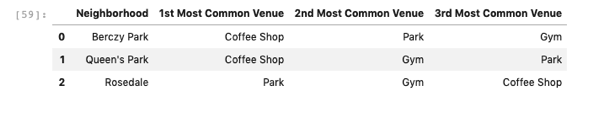 [59]:
Neighborhood 1st Most Common Venue 2nd Most Common Venue 3rd Most Common Venue
0 Berczy Park Coffee Shop Park Gym
1 Queen's Park Coffee Shop Gym Park
2 Rosedale Park Gym Coffee Shop